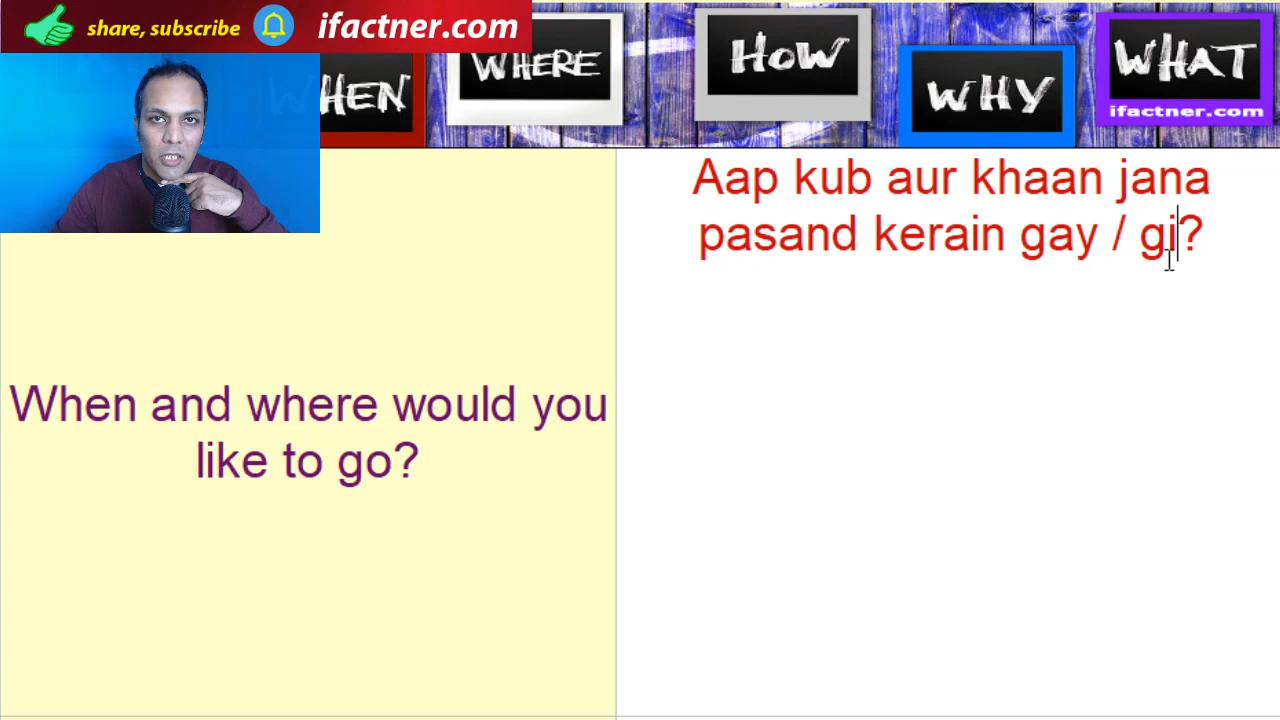 share, subscribe
ifactner.com
WHEN
WHERE
HOW
WHY
WHAT
ifactner.com
Aap kub aur khaan jana
pasand kerain gay / gi?
When and where would you
like to go?